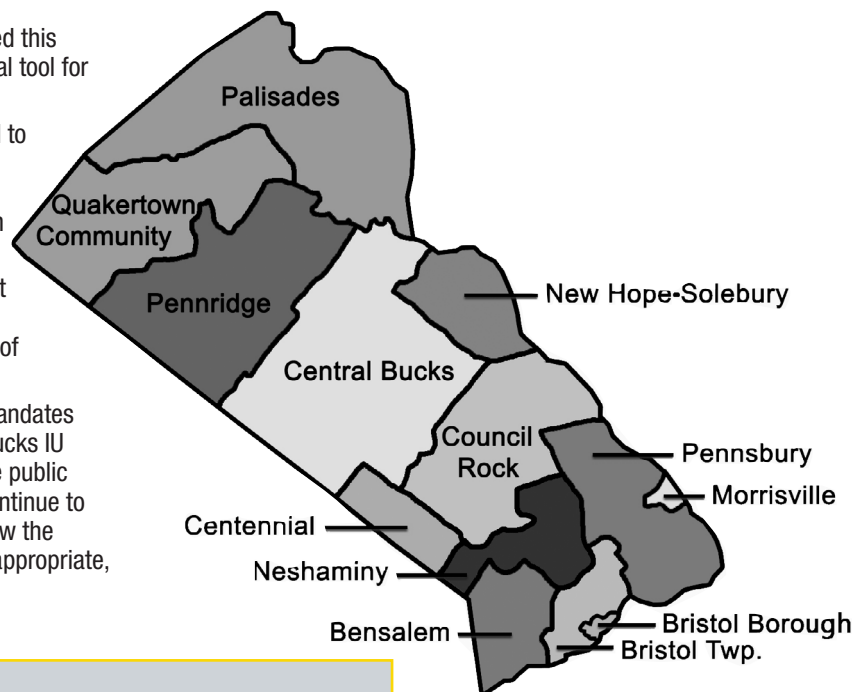 ed this
al tool for
to
n
t
of
andates
ucks IU
e public
ntinue to
w the
appropriate,
Palisades
Quakertown
Community
Pennridge
New Hope-Solebury
Central Bucks
Council
Rock
Pennsbury
Morrisville
Centennial
Neshaminy
Bensalem
Bristol Borough
Bristol Twp.